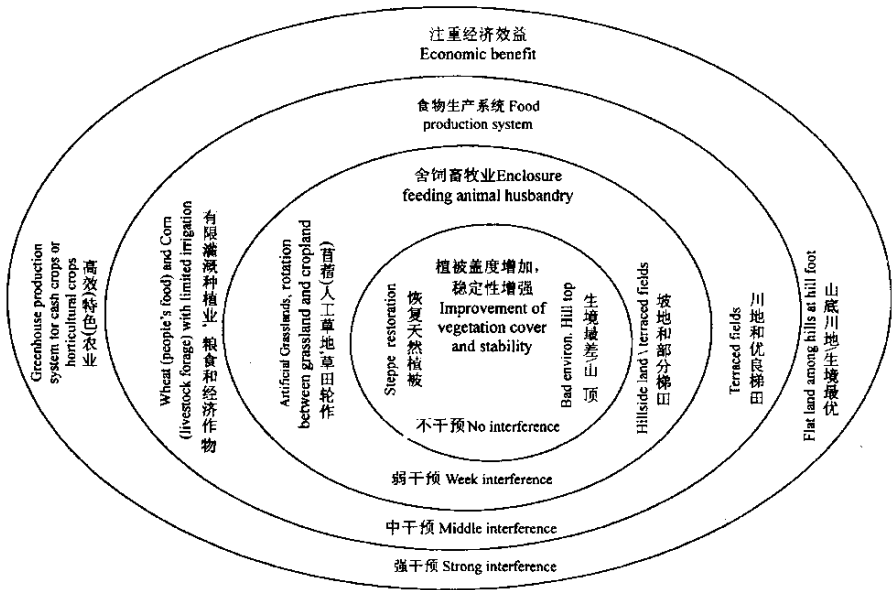 注重经济效益
Economic benefit
食物生产系统 Food
production system
舍饲畜牧业Enclosure
feeding animal husbandry
植被盖度增加，
稳定性增强
Improvement of
vegetation cover
and stability
Greenhouse production
system for cash crops or
horticultural crops
高效(特色)农业
Wheat (people's food) and Corn
(livestock forage) with limited irrigation
有限灌溉种植业，粮食和经济作物
Artificial Grasslands, rotation
between grassland and cropland
(苜蓿)人工草地,草田轮作
Steppe restoration
恢复天然植被
Bad environ. Hill top
生境最差/山 顶
Hillside land \ terraced fields
坡地和部分梯田
Terraced fields
川地和优良梯田
Flat land among hills at hill foot
山底川地/生境最优
不干预No interference
弱干预 Week interference
中干预 Middle interference
强干预 Strong interference